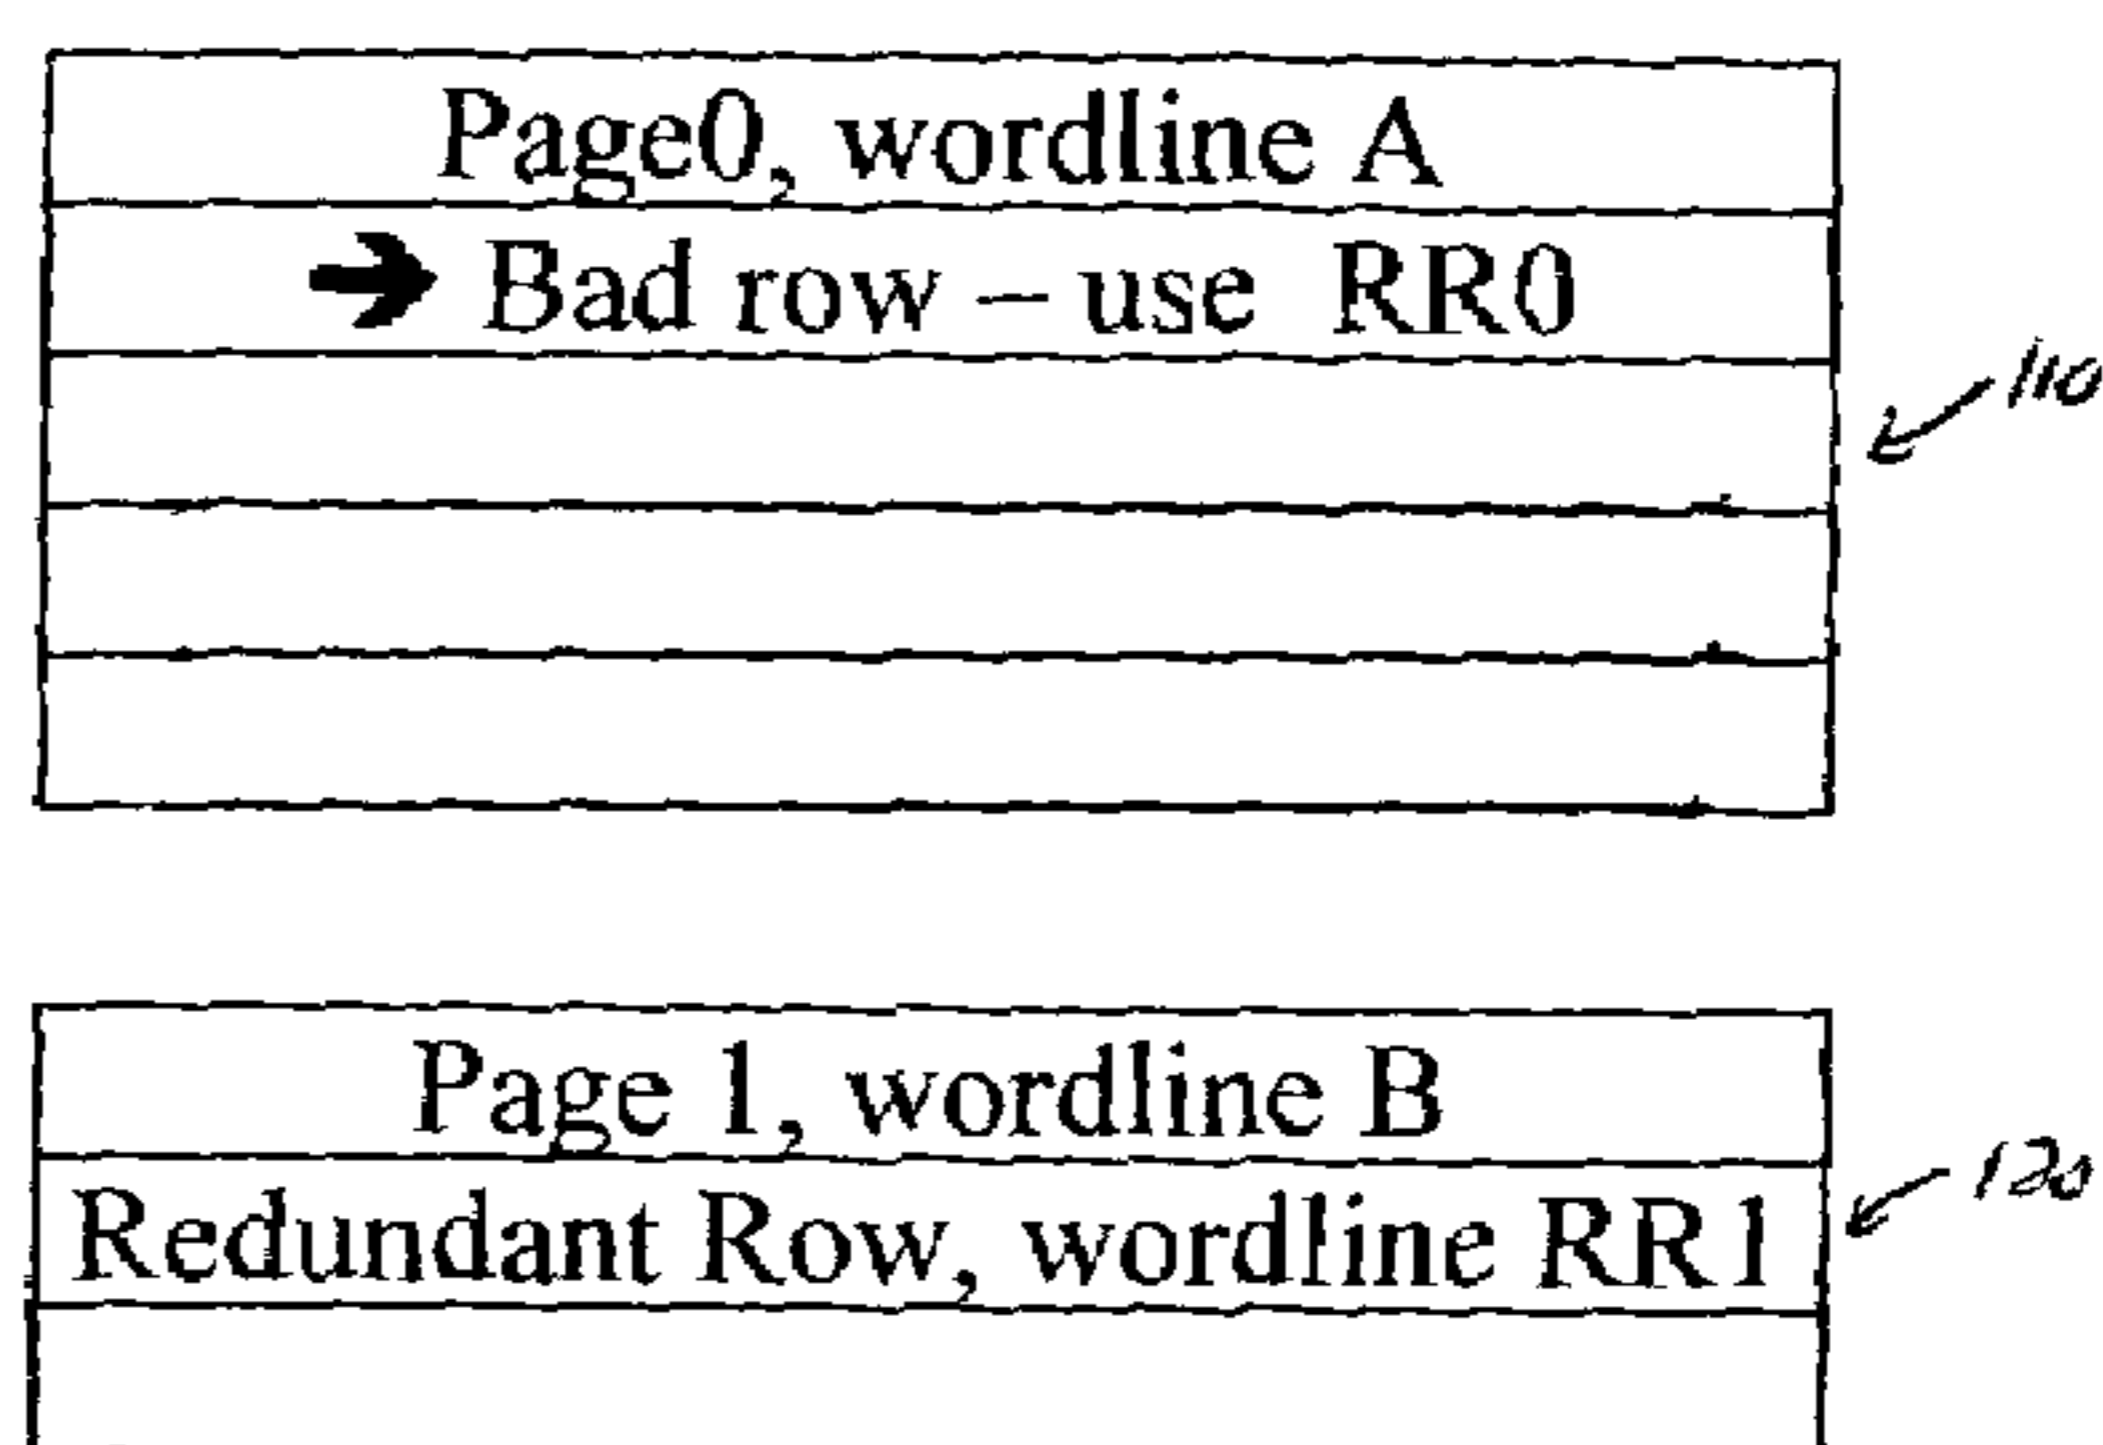 Page0, wordline A
➔ Bad row – use RR0
110
Page 1, wordline B
Redundant Row, wordline RR1
120